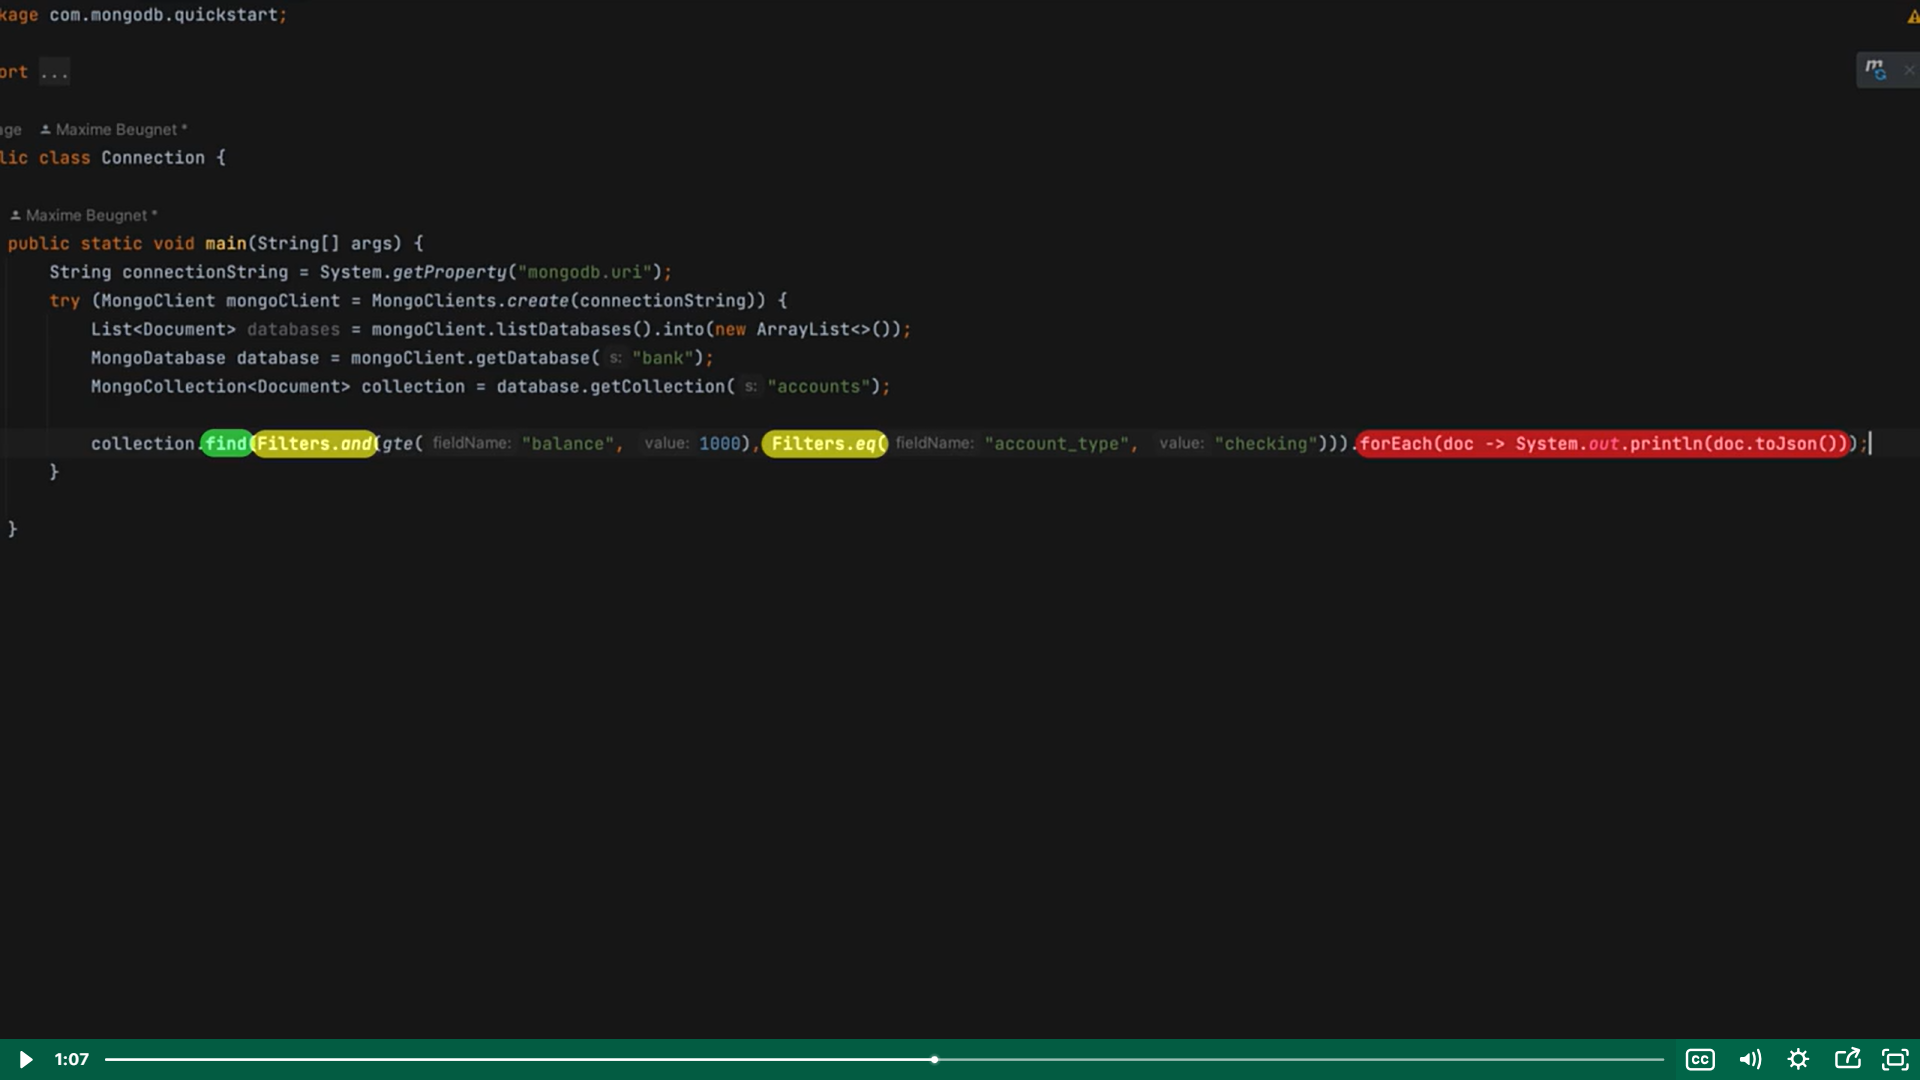 kage com.mongodb.quickstart;
ort ...
age Maxime Beugnet *
lic class Connection {
Maxime Beugnet *
public static void main(String[] args) {
String connectionString = System.getProperty("mongodb.uri");
try (MongoClient mongoClient = MongoClients.create(connectionString)) {
List<Document> databases = mongoClient.listDatabases().into(new ArrayList<>());
MongoDatabase database = mongoClient.getDatabase( s: "bank");
MongoCollection<Document> collection = database.getCollection( s: "accounts");
collection.find(Filters.and(gte( fieldName: "balance", value: 1000), Filters.eq( fieldName: "account_type", value: "checking"))).forEach(doc -> System.out.println(doc.toJson()));
}
}
1:07
CC